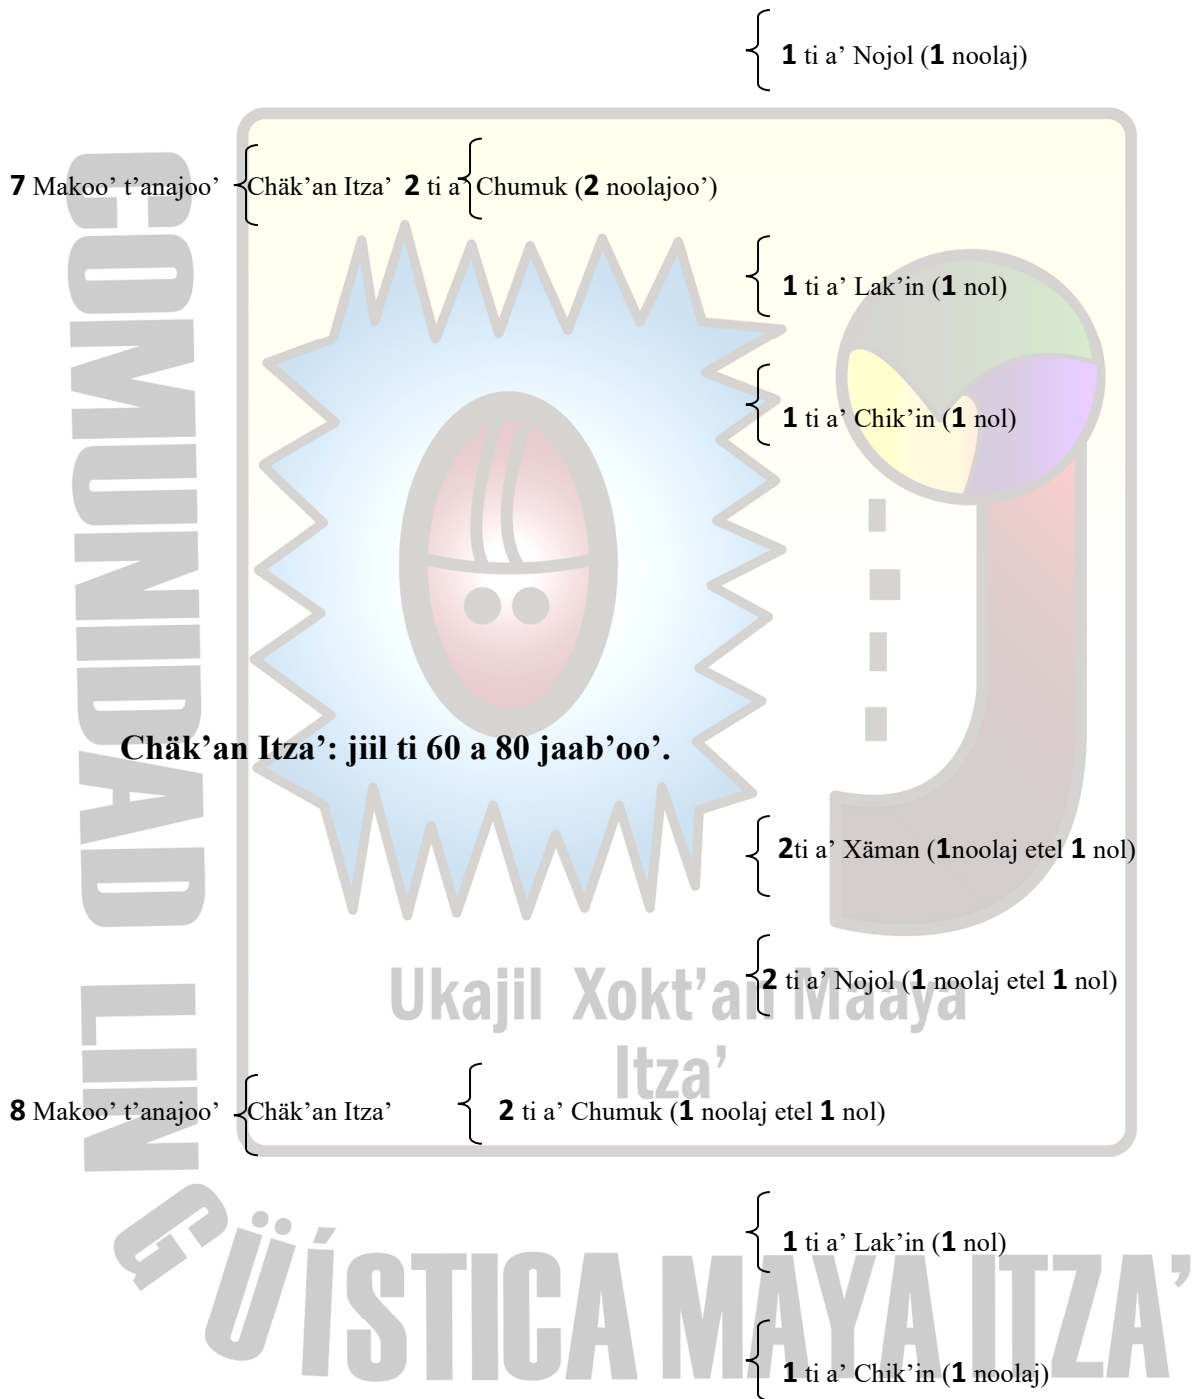 1 ti a’ Nojol (1 noolaj)
7 Makoo’ t’anajoo’ Chäk’an Itza’ 2 ti a’ Chumuk (2 noolajoo’)
1 ti a’ Lak’in (1 nol)
1 ti a’ Chik’in (1 nol)
Chäk’an Itza’: jiil ti 60 a 80 jaab’oo’.
2ti a’ Xäman (1noolaj etel 1 nol)
2 ti a’ Nojol (1 noolaj etel 1 nol)
8 Makoo’ t’anajoo’ Chäk’an Itza’ 2 ti a’ Chumuk (1 noolaj etel 1 nol)
1 ti a’ Lak’in (1 nol)
1 ti a’ Chik’in (1 noolaj)
Ukajil Xokt’an Maaya
Itza’
COMUNIDAD LINGÜÍSTICA MAYA ITZA’